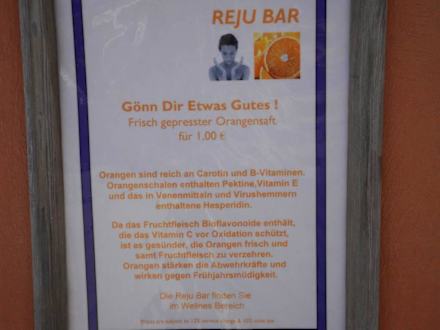 REJU BAR
Gönn Dir Etwas Gutes !
Frisch gepresster Orangensaft
für 1,00 €
Orangen sind reich an Carotin und B-Vitaminen.
Orangenschalen enthalten Pektine,Vitamin E
und das in Venenmitteln und Virushemmern
enthaltene Hesperidin.
Da das Fruchtfleisch Bioflavonoide enthält,
die das Vitamin C vor Oxidation schützt,
ist es gesünder, die Orangen frisch und
samt Fruchtfleisch zu verzehren.
Orangen stärken die Abwehrkräfte und
wirken gegen Frühjahrsmüdigkeit.
Die Reju Bar finden Sie
im Wellnes Bereich